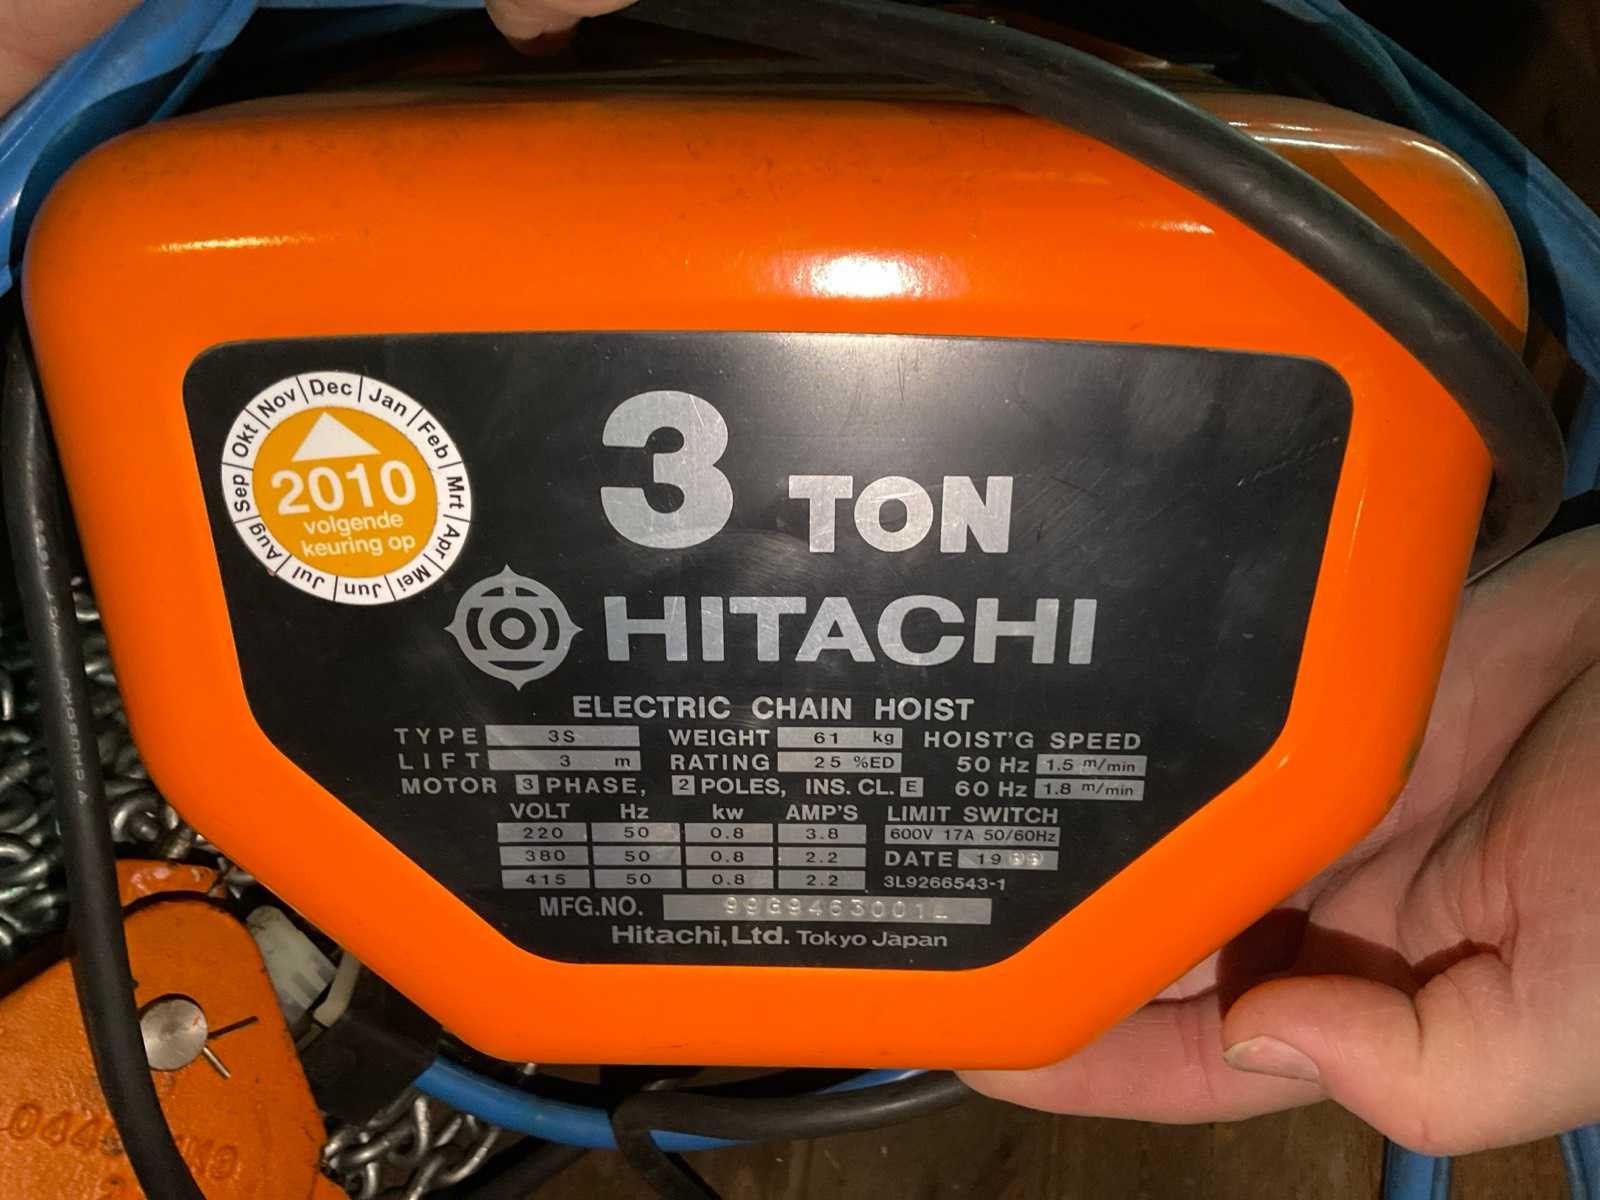 Jan Feb Mrt Apr Mei Jun Jul Aug Sep Okt Nov Dec
2010
volgende
keuring op
3 TON
HITACHI
ELECTRIC CHAIN HOIST
TYPE 3S WEIGHT 61 kg HOIST'G SPEED
LIFT 3 m RATING 25 %ED 50 Hz 1.5 m/min
MOTOR 3 PHASE, 2 POLES, INS. CL. E 60 Hz 1.8 m/min
VOLT Hz kw AMP'S LIMIT SWITCH
220 50 0.8 3.8 600V 17A 50/60Hz
380 50 0.8 2.2 DATE 1999
415 50 0.8 2.2 3L9266543-1
MFG.NO. 99G9463001L
Hitachi, Ltd. Tokyo Japan